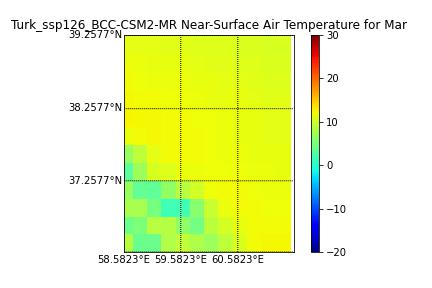 Turk_ssp126_BCC-CSM2-MR Near-Surface Air Temperature for Mar
39.2577°N
38.2577°N
37.2577°N
58.5823°E 59.5823°E 60.5823°E
30
20
10
0
−10
−20